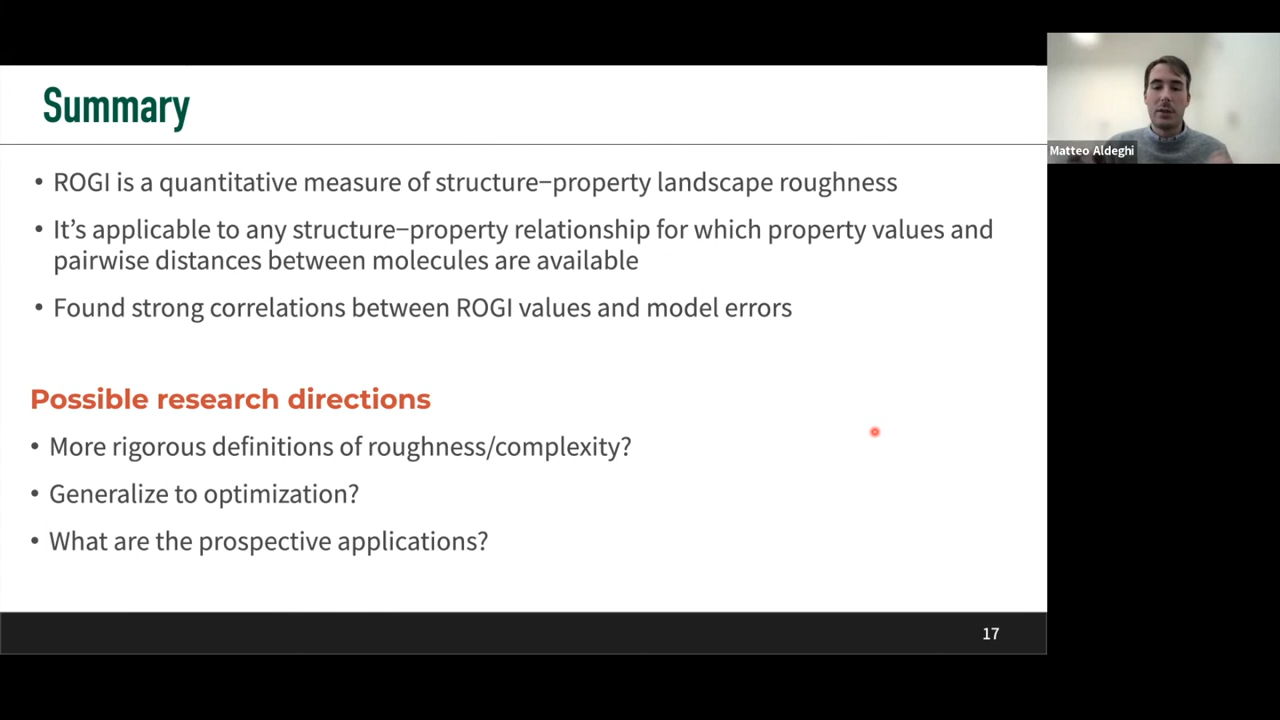 Summary
• ROGI is a quantitative measure of structure−property landscape roughness
• It’s applicable to any structure−property relationship for which property values and
pairwise distances between molecules are available
• Found strong correlations between ROGI values and model errors
Possible research directions
• More rigorous definitions of roughness/complexity?
• Generalize to optimization?
• What are the prospective applications?
17
Matteo Aldeghi